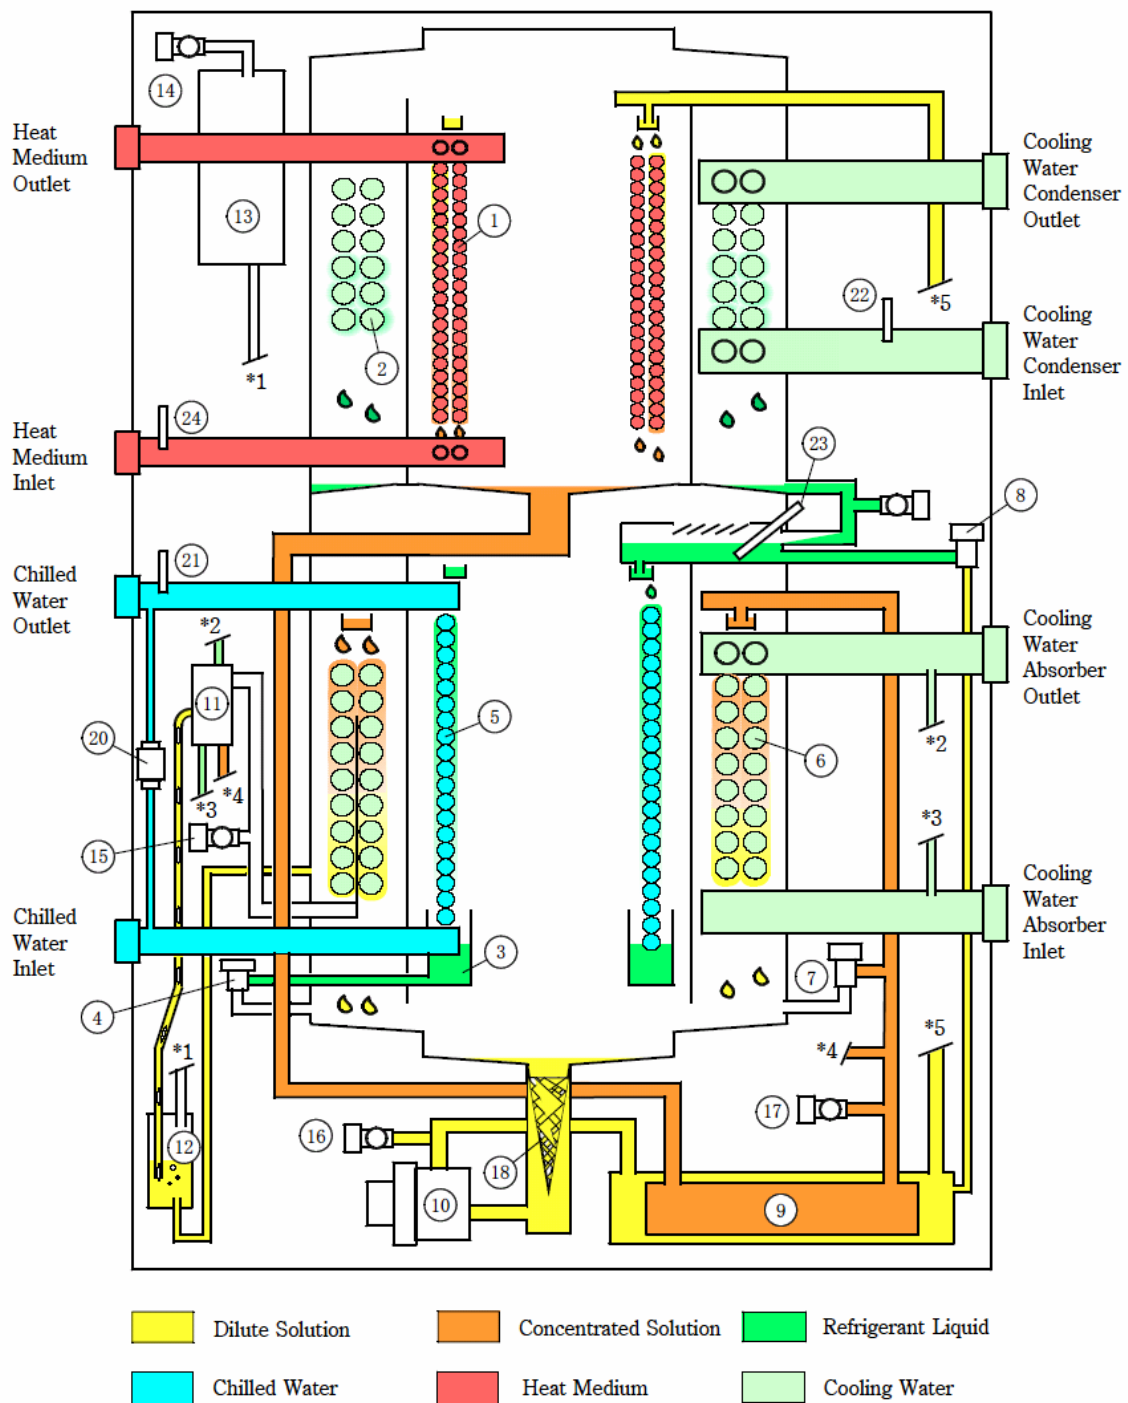 14
Heat
Medium
Outlet
Cooling
Water
Condenser
Outlet
13
1
22
*5
Cooling
Water
Condenser
Inlet
2
*1
24
Heat
Medium
Inlet
23
8
21
Chilled
Water
Outlet
*2
Cooling
Water
Absorber
Outlet
11
5
20
*2
6
*3
*4
*3
15
Cooling
Water
Absorber
Inlet
Chilled
Water
Inlet
3
7
4
*5
*1
*4
17
16
12
18
10
9
Dilute Solution
Concentrated Solution
Refrigerant Liquid
Chilled Water
Heat Medium
Cooling Water